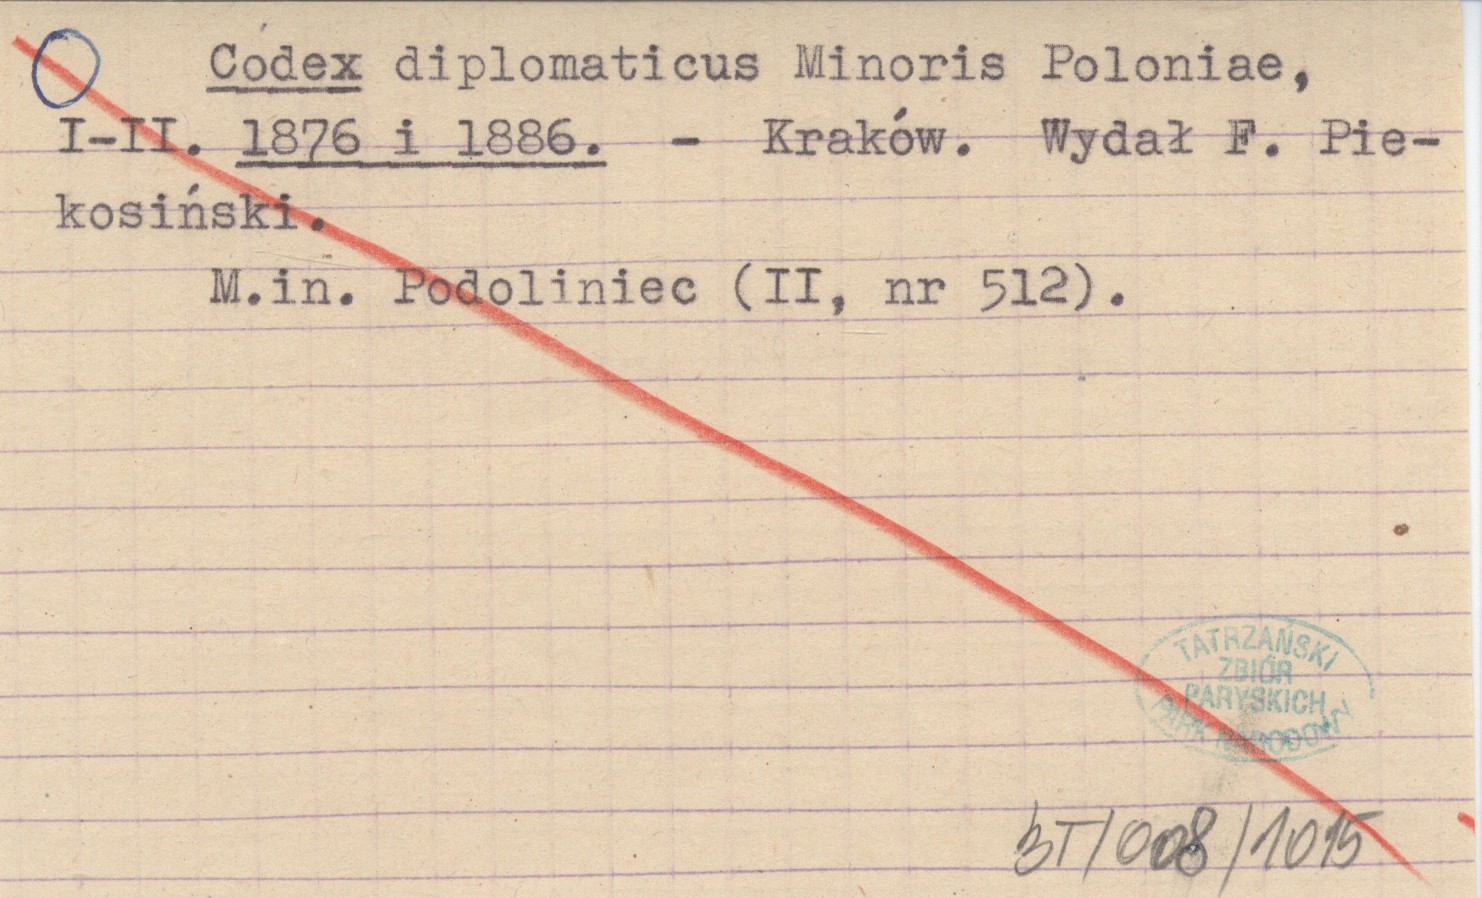 Codex diplomaticus Minoris Poloniae,
I-II. 1876 i 1886. - Kraków. Wydał F. Pie-
kosiński.
M.in. Podoliniec (II, nr 512).
TATRZAŃSKI
ZBIÓR
PARYSKICH
PARK NARODOWY
BT/008/1015